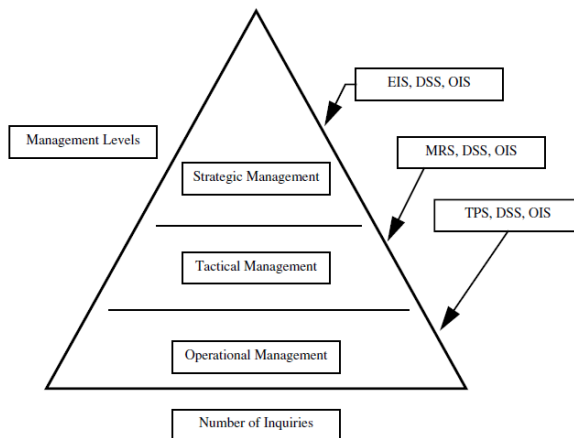 EIS, DSS, OIS
Management Levels
MRS, DSS, OIS
Strategic Management
TPS, DSS, OIS
Tactical Management
Operational Management
Number of Inquiries